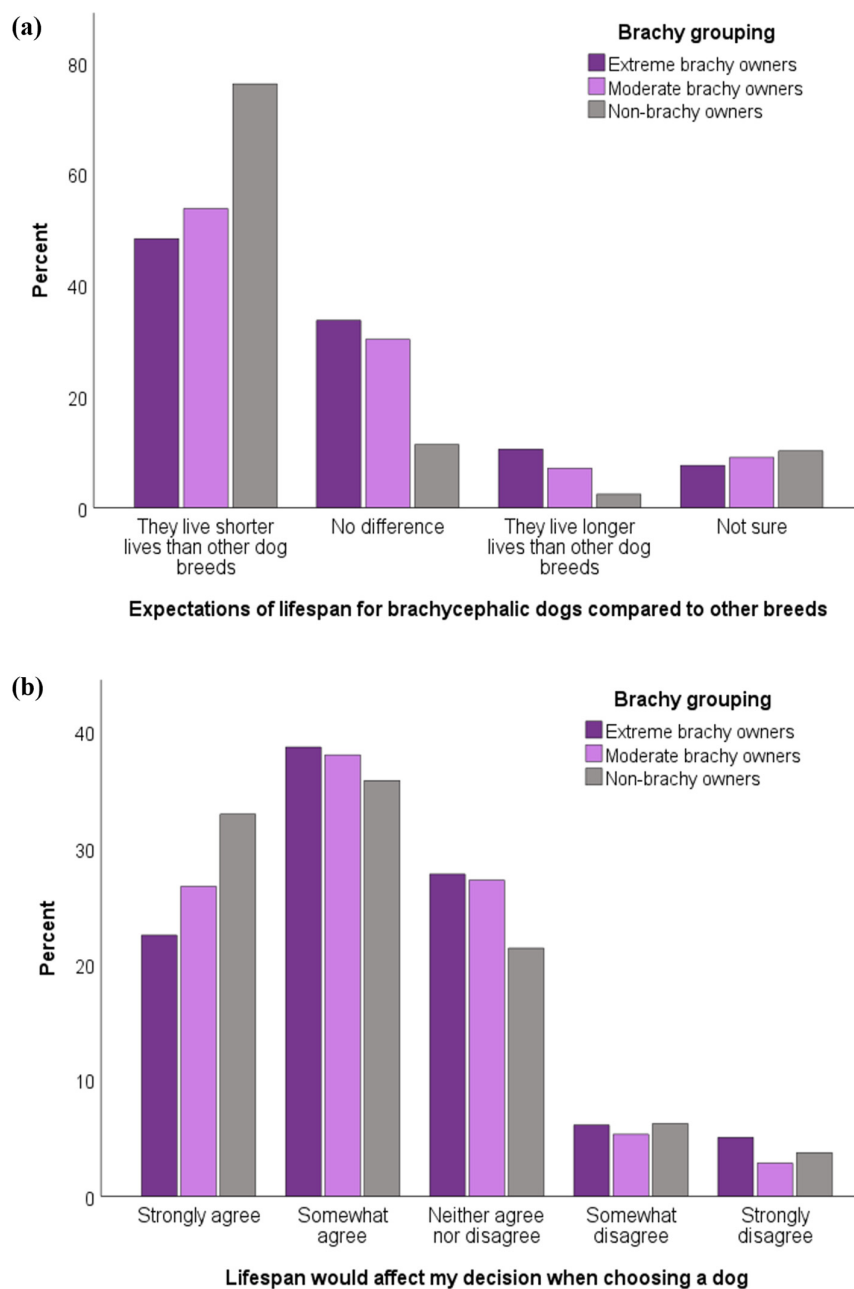 (a)
Brachy grouping
Extreme brachy owners
Moderate brachy owners
Non-brachy owners
80
60
40
20
0
Percent
They live shorter
lives than other dog
breeds
No difference
They live longer
lives than other dog
breeds
Not sure
Expectations of lifespan for brachycephalic dogs compared to other breeds
(b)
Brachy grouping
Extreme brachy owners
Moderate brachy owners
Non-brachy owners
40
30
20
10
0
Percent
Strongly agree
Somewhat
agree
Neither agree
nor disagree
Somewhat
disagree
Strongly
disagree
Lifespan would affect my decision when choosing a dog